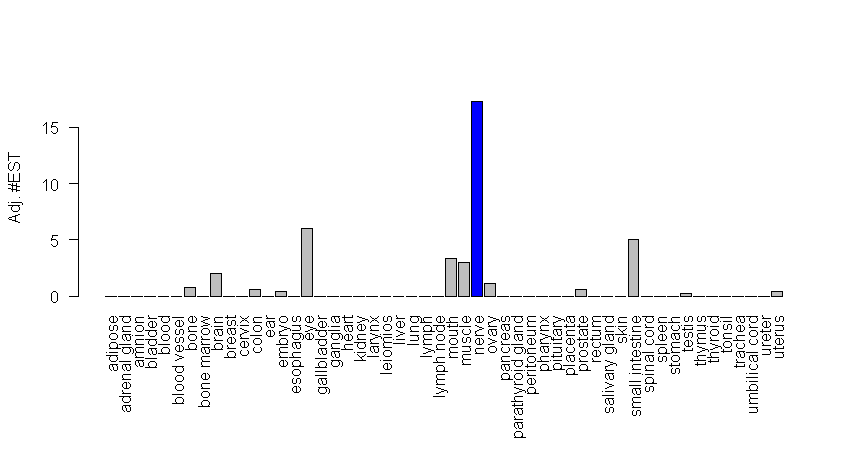 Adj. #EST
15
10
5
0
adipose
adrenal gland
amnion
bladder
blood
blood vessel
bone
bone marrow
brain
breast
cervix
colon
ear
embryo
esophagus
eye
gallbladder
ganglia
heart
kidney
larynx
leiomios
liver
lung
lymph
lymph node
mouth
muscle
nerve
ovary
pancreas
parathyroid gland
peritoneum
pharynx
pituitary
placenta
prostate
rectum
salivary gland
skin
small intestine
spinal cord
spleen
stomach
testis
thymus
thyroid
tonsil
trachea
umbilical cord
ureter
uterus